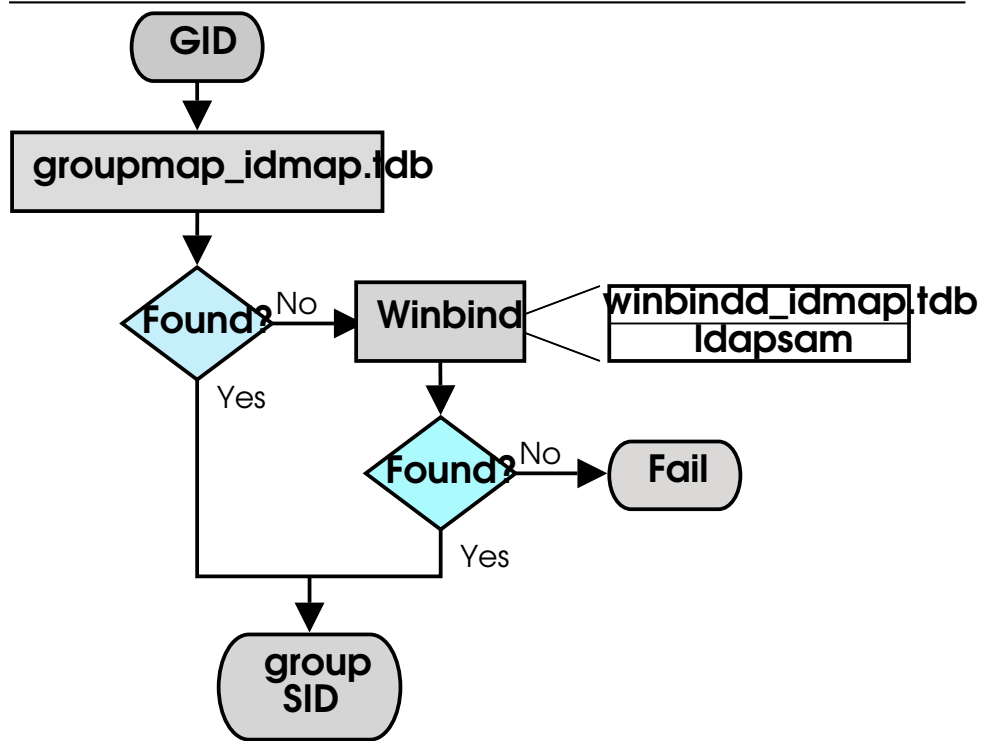 GID
groupmap_idmap.tdb
Found?
No
Winbind
winbindd_idmap.tdb
ldapsam
Yes
Found?
No
Fail
Yes
group
SID